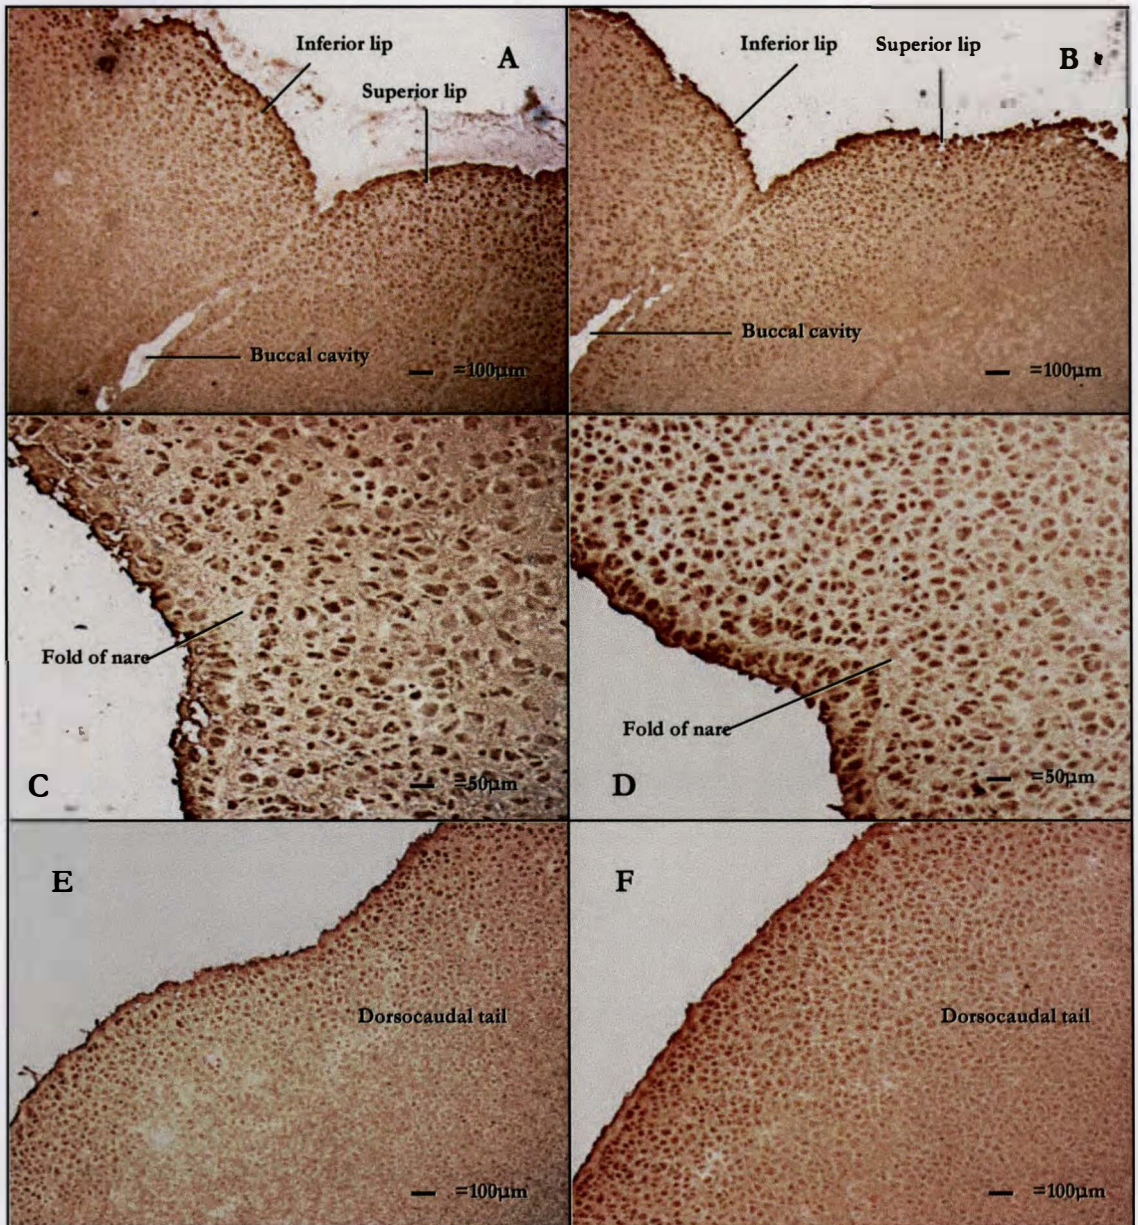 Inferior lip
A
Superior lip
Buccal cavity
=100µm
Inferior lip
Superior lip
B
Buccal cavity
=100µm
Fold of nare
C
=50µm
Fold of nare
D
=50µm
E
Dorsocaudal tail
=100µm
F
Dorsocaudal tail
=100µm